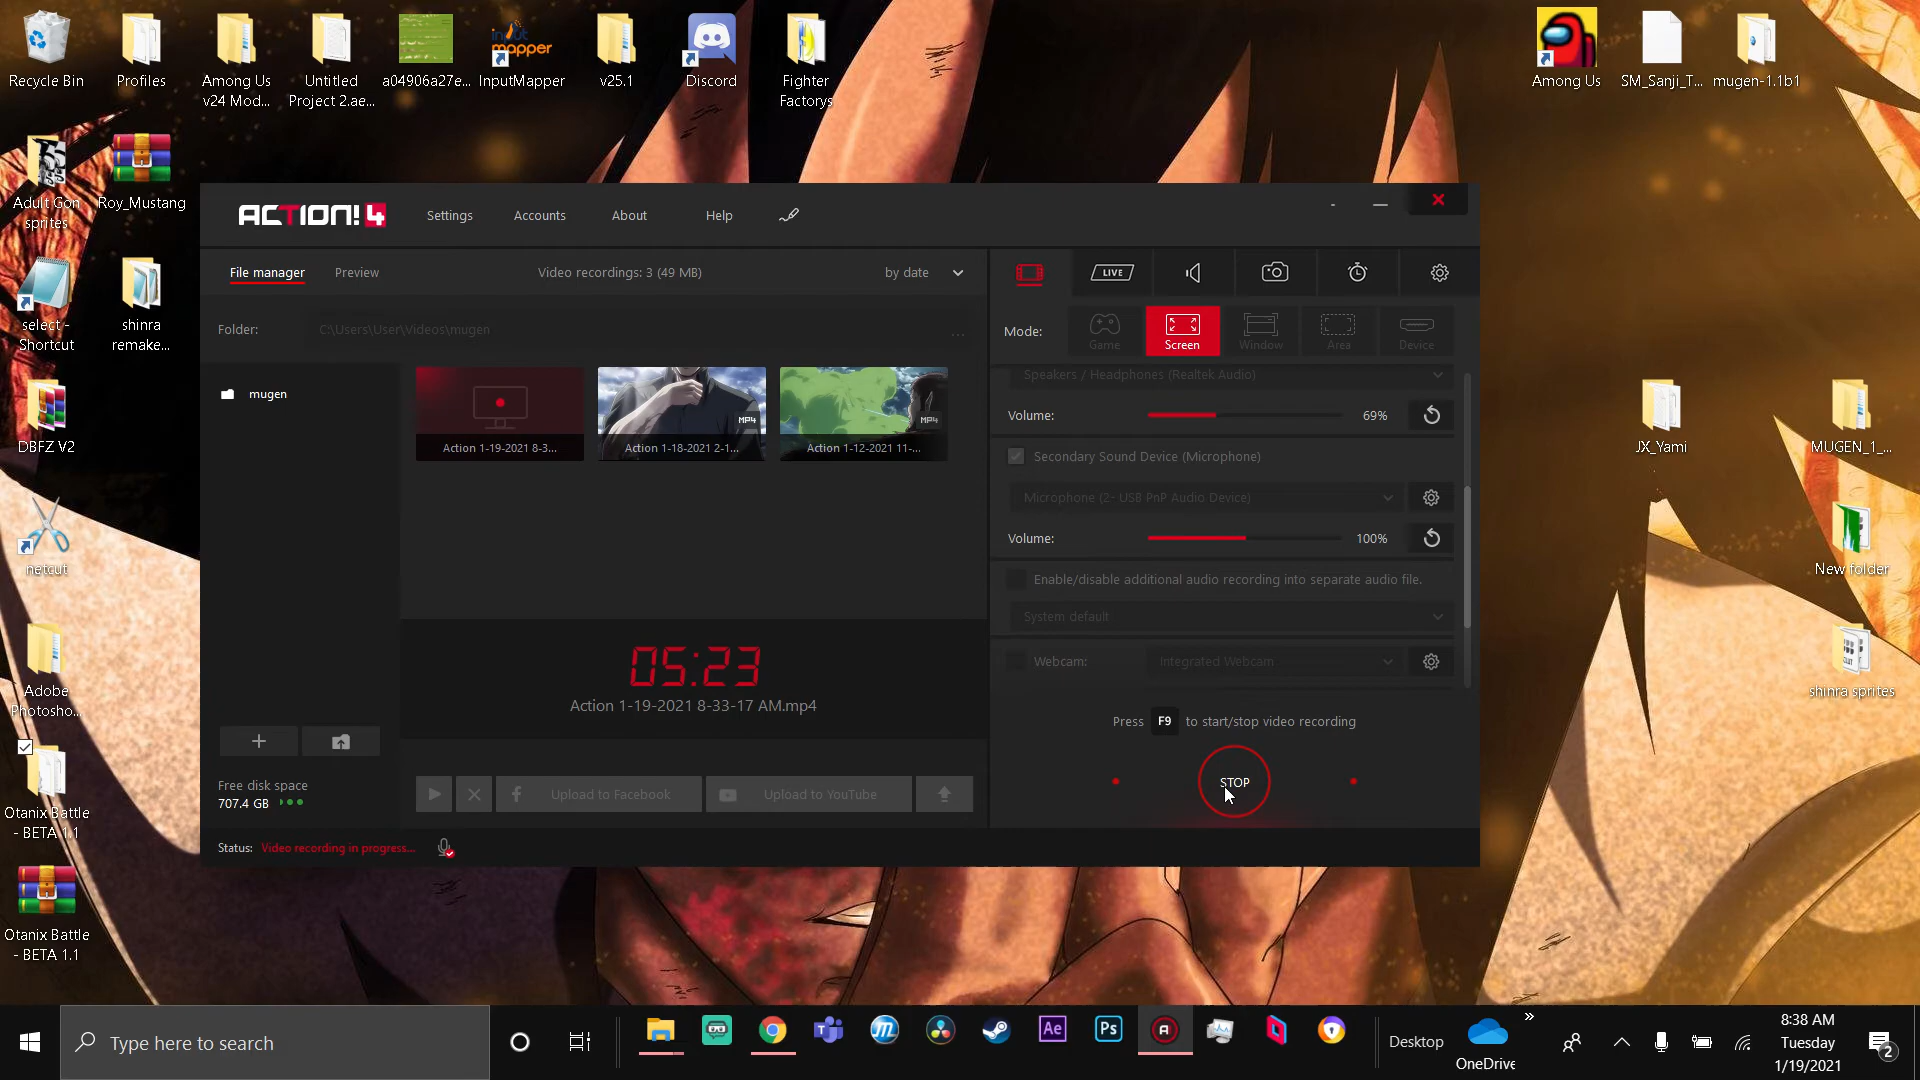 Recycle Bin
Profiles
Among Us
v24 Mod...
Untitled
Project 2.ae...
a04906a27e...
input
mapper
InputMapper
v25.1
Discord
Fighter
Factorys
Among Us
SM_Sanji_T...
mugen-1.1b1
Adult Gon
sprites
Roy_Mustang
select -
Shortcut
shinra
remake...
DBFZ V2
netcut
Adobe
Photosho...
Otanix Battle
- BETA 1.1
Otanix Battle
- BETA 1.1
JX_Yami
MUGEN_1_...
New folder
shinra sprites
ACTION! 4
Settings
Accounts
About
Help
File manager
Preview
Video recordings: 3 (49 MB)
by date
LIVE
Folder:
C:\Users\User\Videos\mugen
...
Mode:
Game
Screen
Window
Area
Device
mugen
MP4
MP4
Action 1-19-2021 8-3...
Action 1-18-2021 2-1...
Action 1-12-2021 11-...
Speakers / Headphones (Realtek Audio)
Volume:
69%
Secondary Sound Device (Microphone)
Microphone (2- USB PnP Audio Device)
Volume:
100%
Enable/disable additional audio recording into separate audio file.
System default
Webcam:
Integrated Webcam
05:23
Action 1-19-2021 8-33-17 AM.mp4
Press F9 to start/stop video recording
STOP
Free disk space
707.4 GB
Upload to Facebook
Upload to YouTube
Status: Video recording in progress...
Type here to search
Ae
Ps
Desktop
OneDrive
8:38 AM
Tuesday
1/19/2021
2